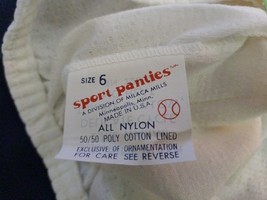 SIZE 6
sport panties™
A DIVISION OF MILACA MILLS
Minneapolis, Minn.
MADE IN U.S.A.
ALL NYLON
50/50 POLY COTTON LINED
EXCLUSIVE OF ORNAMENTATION
FOR CARE SEE REVERSE